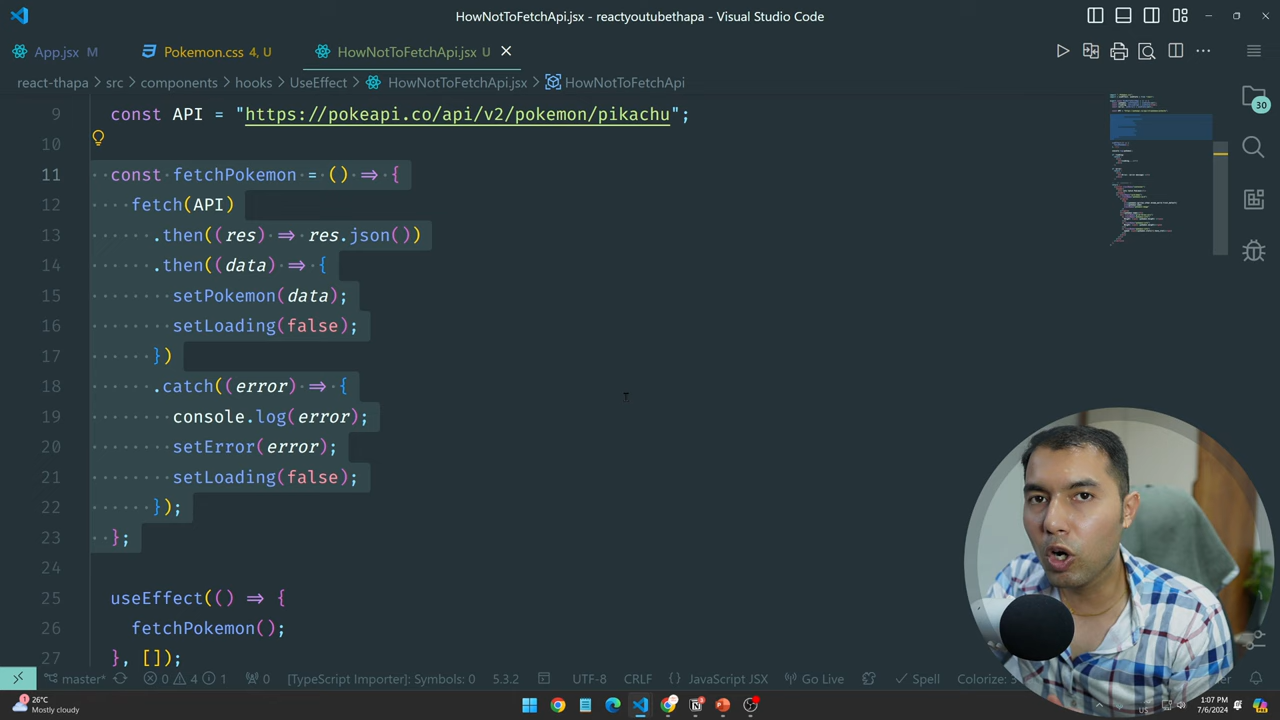 HowNotToFetchApi.jsx - reactyoutubethapa - Visual Studio Code
App.jsx M
Pokemon.css 4, U
HowNotToFetchApi.jsx U
react-thapa > src > components > hooks > UseEffect > HowNotToFetchApi.jsx > HowNotToFetchApi
9 const API = "https://pokeapi.co/api/v2/pokemon/pikachu";
10
11 const fetchPokemon = () => {
12 fetch(API)
13 .then((res) => res.json())
14 .then((data) => {
15 setPokemon(data);
16 setLoading(false);
17 })
18 .catch((error) => {
19 console.log(error);
20 setError(error);
21 setLoading(false);
22 });
23 };
24
25 useEffect(() => {
26 fetchPokemon();
27 }, []);
30
master* 0 4 1 0 [TypeScript Importer]: Symbols: 0 5.3.2 UTF-8 CRLF {} JavaScript JSX Go Live Spell Colorize: 3
26°C
Mostly cloudy
1:07 PM
7/6/2024